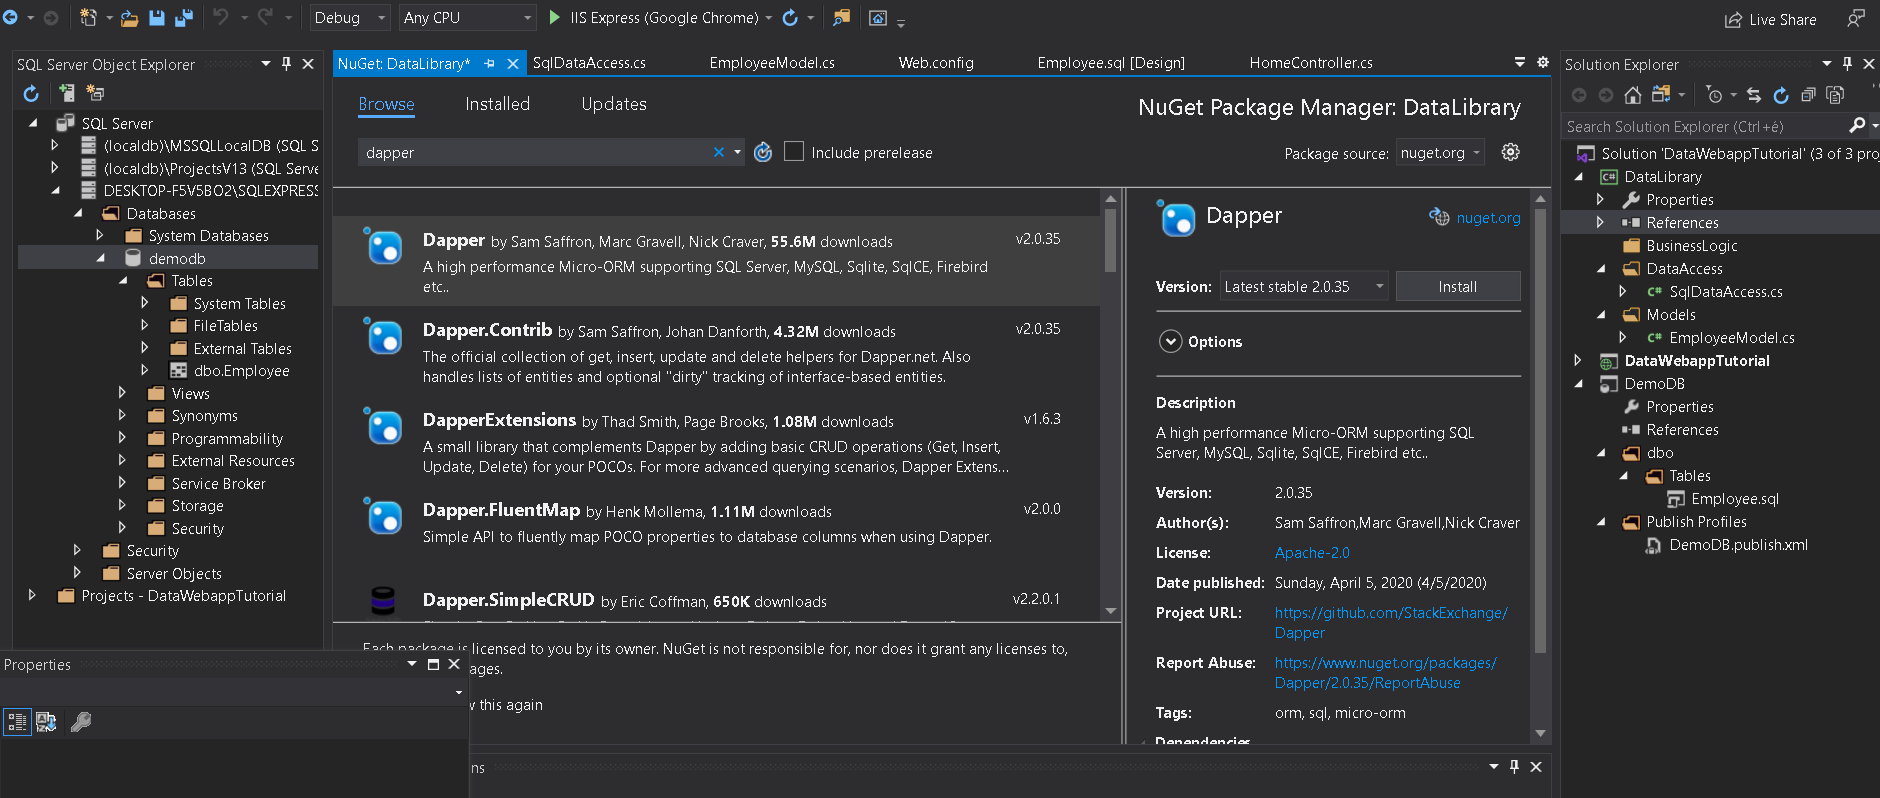 Debug
Any CPU
IIS Express (Google Chrome)
Live Share
SQL Server Object Explorer
SQL Server
(localdb)\MSSQLLocalDB (SQL S
(localdb)\ProjectsV13 (SQL Serve
DESKTOP-F5V5BO2\SQLEXPRESS
Databases
System Databases
demodb
Tables
System Tables
FileTables
External Tables
dbo.Employee
Views
Synonyms
Programmability
External Resources
Service Broker
Storage
Security
Security
Server Objects
Projects - DataWebappTutorial
Properties
NuGet: DataLibrary*
SqlDataAccess.cs
EmployeeModel.cs
Web.config
Employee.sql [Design]
HomeController.cs
Browse
Installed
Updates
NuGet Package Manager: DataLibrary
dapper
Include prerelease
Package source: nuget.org
Dapper by Sam Saffron, Marc Gravell, Nick Craver, 55.6M downloads
v2.0.35
A high performance Micro-ORM supporting SQL Server, MySQL, Sqlite, SqlCE, Firebird
etc..
Dapper.Contrib by Sam Saffron, Johan Danforth, 4.32M downloads
v2.0.35
The official collection of get, insert, update and delete helpers for Dapper.net. Also
handles lists of entities and optional "dirty" tracking of interface-based entities.
DapperExtensions by Thad Smith, Page Brooks, 1.08M downloads
v1.6.3
A small library that complements Dapper by adding basic CRUD operations (Get, Insert,
Update, Delete) for your POCOs. For more advanced querying scenarios, Dapper Extens...
Dapper.FluentMap by Henk Mollema, 1.11M downloads
v2.0.0
Simple API to fluently map POCO properties to database columns when using Dapper.
Dapper.SimpleCRUD by Eric Coffman, 650K downloads
v2.2.0.1
Each package is licensed to you by its owner. NuGet is not responsible for, nor does it grant any licenses to,
ages.
this again
ns
Dapper
nuget.org
Version: Latest stable 2.0.35
Install
Options
Description
A high performance Micro-ORM supporting SQL
Server, MySQL, Sqlite, SqlCE, Firebird etc..
Version: 2.0.35
Author(s): Sam Saffron,Marc Gravell,Nick Craver
License: Apache-2.0
Date published: Sunday, April 5, 2020 (4/5/2020)
Project URL: https://github.com/StackExchange/
Dapper
Report Abuse: https://www.nuget.org/packages/
Dapper/2.0.35/ReportAbuse
Tags: orm, sql, micro-orm
Dependencies
Solution Explorer
Search Solution Explorer (Ctrl+é)
Solution 'DataWebappTutorial' (3 of 3 proj
DataLibrary
Properties
References
BusinessLogic
DataAccess
C# SqlDataAccess.cs
Models
C# EmployeeModel.cs
DataWebappTutorial
DemoDB
Properties
References
dbo
Tables
Employee.sql
Publish Profiles
DemoDB.publish.xml